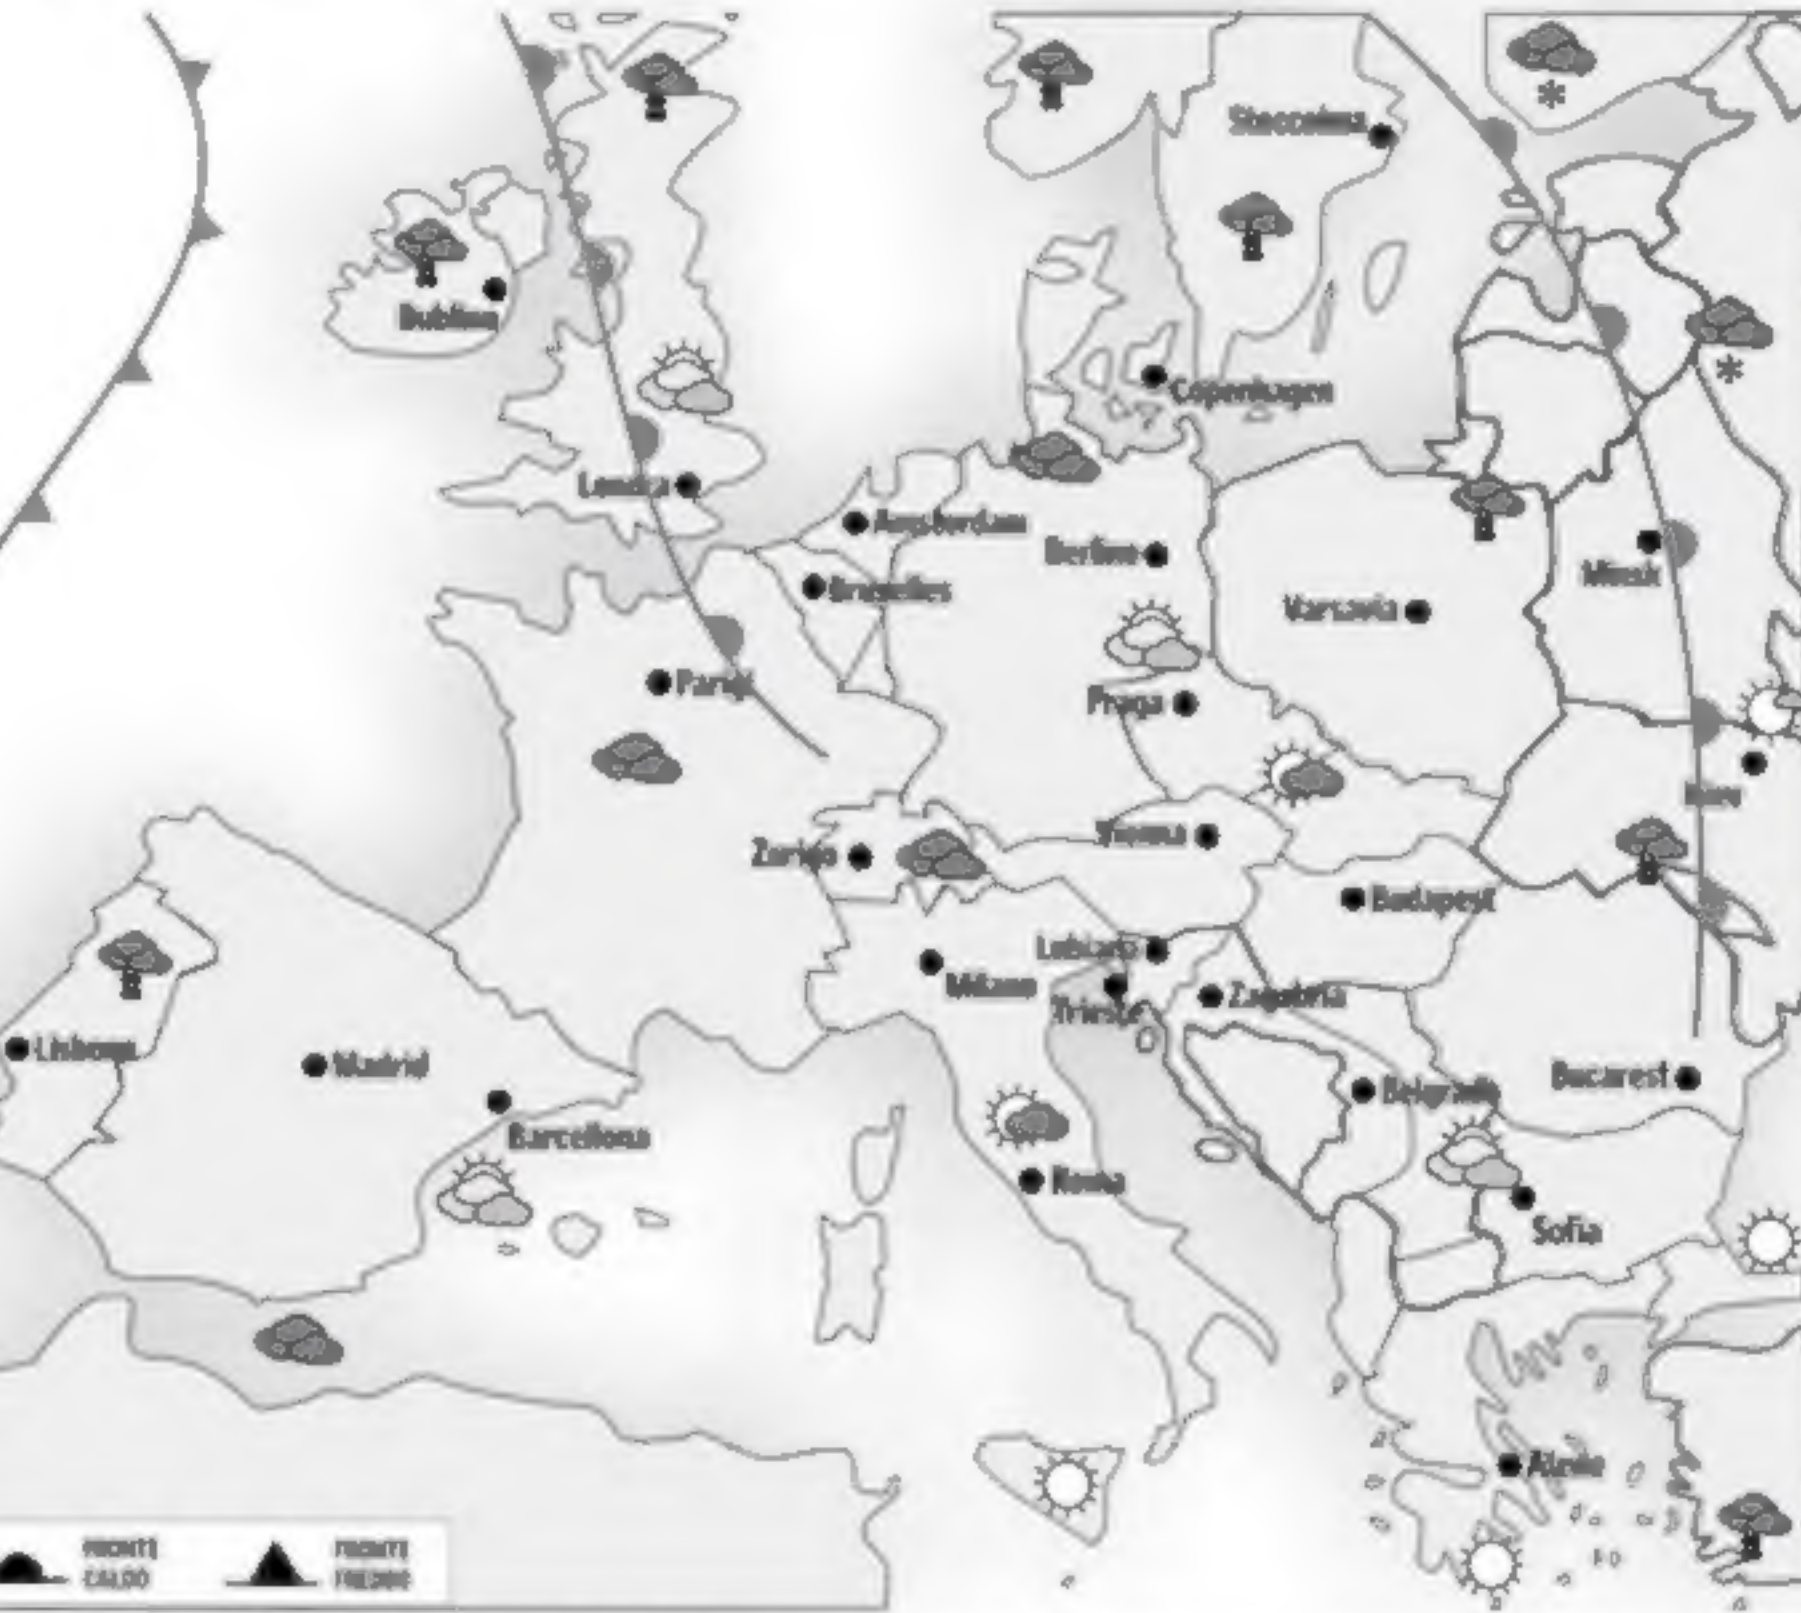 Stoccolma
Dublino
Copenhagen
Londra
Amsterdam
Berlino
Bruxelles
Minsk
Varsavia
Parigi
Praga
Kiev
Vienna
Zurigo
Budapest
Lubiana
Milano
Zagabria
Trieste
Lisbona
Madrid
Bucarest
Belgrado
Barcellona
Roma
Sofia
Atene
FRONTE
CALDO
FRONTE
FREDDO